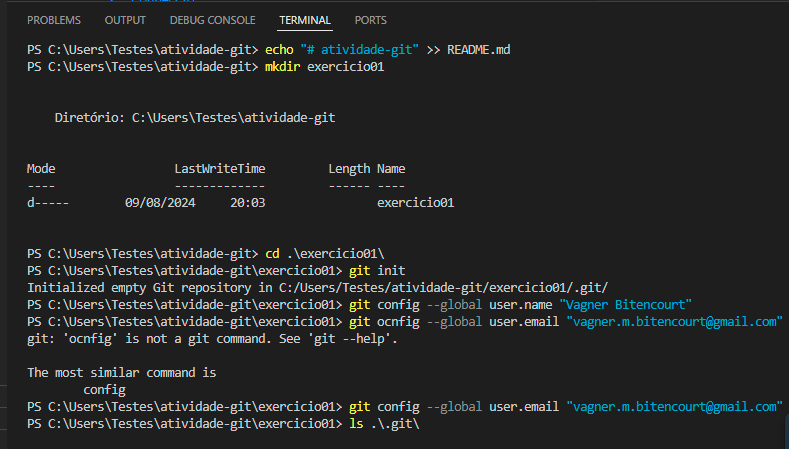 PROBLEMS OUTPUT DEBUG CONSOLE TERMINAL PORTS
PS C:\Users\Testes\atividade-git> echo "# atividade-git" >> README.md
PS C:\Users\Testes\atividade-git> mkdir exercicio01
Diretório: C:\Users\Testes\atividade-git
Mode LastWriteTime Length Name
---- ------------- ------ ----
d----- 09/08/2024 20:03 exercicio01
PS C:\Users\Testes\atividade-git> cd .\exercicio01\
PS C:\Users\Testes\atividade-git\exercicio01> git init
Initialized empty Git repository in C:/Users/Testes/atividade-git/exercicio01/.git/
PS C:\Users\Testes\atividade-git\exercicio01> git config --global user.name "Vagner Bitencourt"
PS C:\Users\Testes\atividade-git\exercicio01> git ocnfig --global user.email "vagner.m.bitencourt@gmail.com"
git: 'ocnfig' is not a git command. See 'git --help'.
The most similar command is
config
PS C:\Users\Testes\atividade-git\exercicio01> git config --global user.email "vagner.m.bitencourt@gmail.com"
PS C:\Users\Testes\atividade-git\exercicio01> ls .\.git\